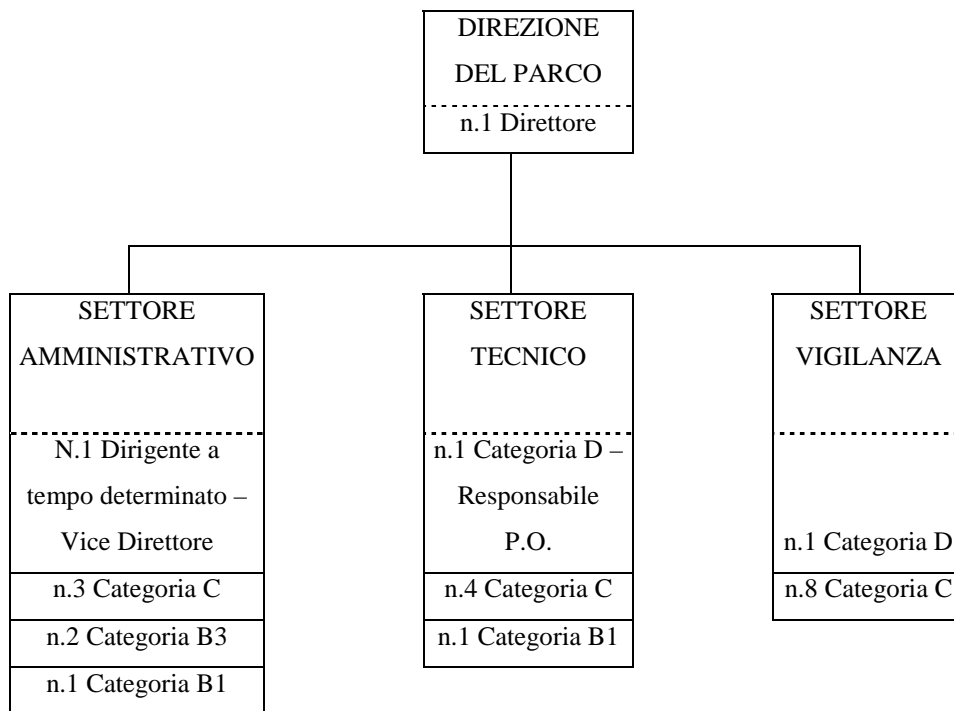 DIREZIONE
DEL PARCO
n.1 Direttore
SETTORE
AMMINISTRATIVO
N.1 Dirigente a
tempo determinato –
Vice Direttore
n.3 Categoria C
n.2 Categoria B3
n.1 Categoria B1
SETTORE
TECNICO
n.1 Categoria D –
Responsabile
P.O.
n.4 Categoria C
n.1 Categoria B1
SETTORE
VIGILANZA
n.1 Categoria D
n.8 Categoria C